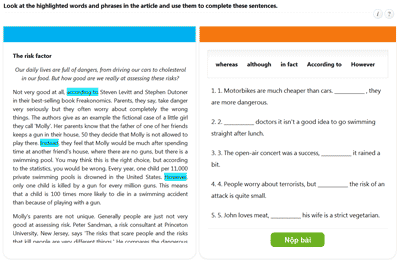 Look at the highlighted words and phrases in the article and use them to complete these sentences.
The risk factor
Our daily lives are full of dangers, from driving our cars to cholesterol
in our food. But how good are we really at assessing these risks?
Not very good at all, according to Steven Levitt and Stephen Dutoner
in their best-selling book Freakonomics. Parents, they say, take danger
very seriously but they often worry about completely the wrong
things. The authors give as an example the fictional case of a little girl
they call 'Molly'. Her parents know that the father of one of her friends
keeps a gun in their house, 50 they decide that Molly is not allowed to
play there. Instead, they feel that Molly would be much after spending
time at another friend's house, where there are no guns, but there is a
swimming pool. You may think this is the right choice, but according
to the statistics, you would be wrong. Every year, one child per 11,000
private swimming pools is drowned in the United States. However,
only one child is killed by a gun for every million guns. This means
that a child is 100 times more likely to die in a swimming accident
than because of playing with a gun.
Molly's parents are not unique. Generally people are just not very
good at assessing risk. Peter Sandman, a risk consultant at Princeton
University, New Jersey, says 'The risks that scare people and the risks
that kill people are very different things.' He compares the dangerous
whereas although in fact According to However
1. 1. Motorbikes are much cheaper cars. __________ , they
are more dangerous.
2. 2. __________ doctors it isn't a good idea to go swimming
straight after lunch.
3. 3. The open-air concert was a success, __________ it rained a
bit.
4. 4. People worry about terrorists, but __________ the risk of an
attack is quite small.
5. 5. John loves meat, __________ his wife is a strict vegetarian.
Nộp bài